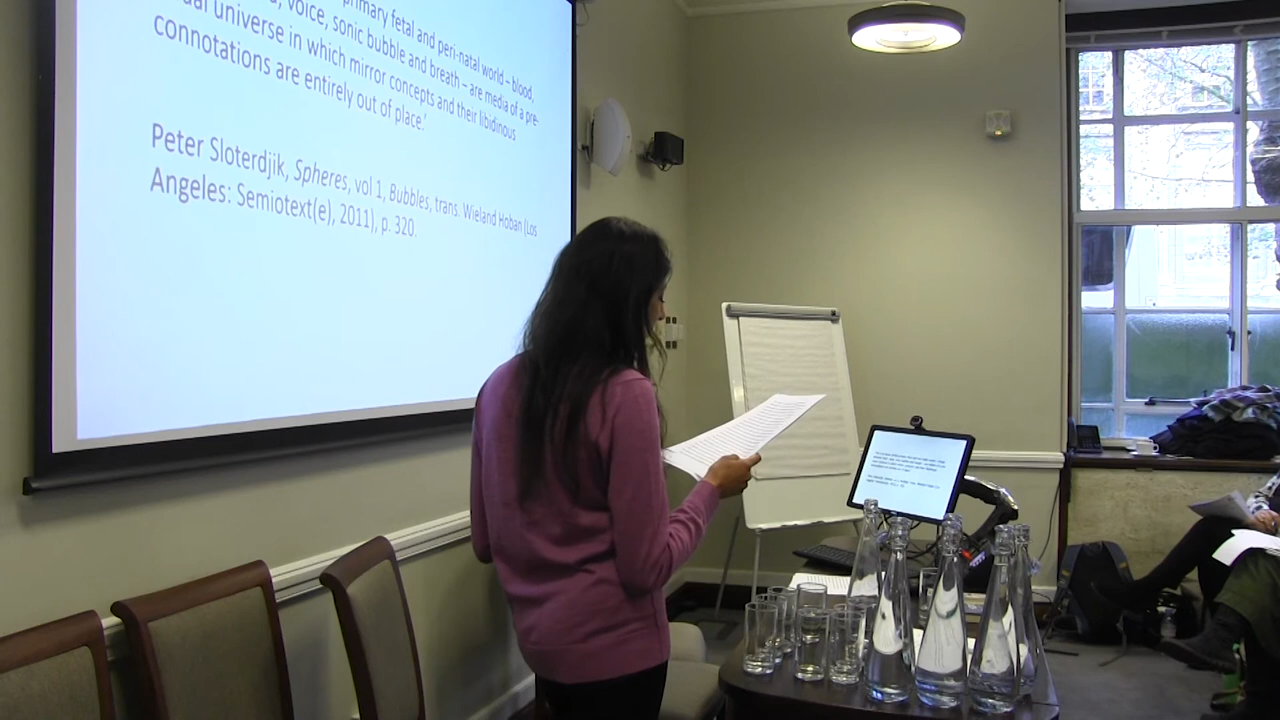 primary fetal and peri-natal world – blood,
voice, sonic bubble and breath – are media of a pre-
dual universe in which mirror concepts and their libidinous
connotations are entirely out of place.'
Peter Sloterdijk, Spheres, vol 1, Bubbles, trans. Wieland Hoban (Los
Angeles: Semiotext(e), 2011), p. 320.